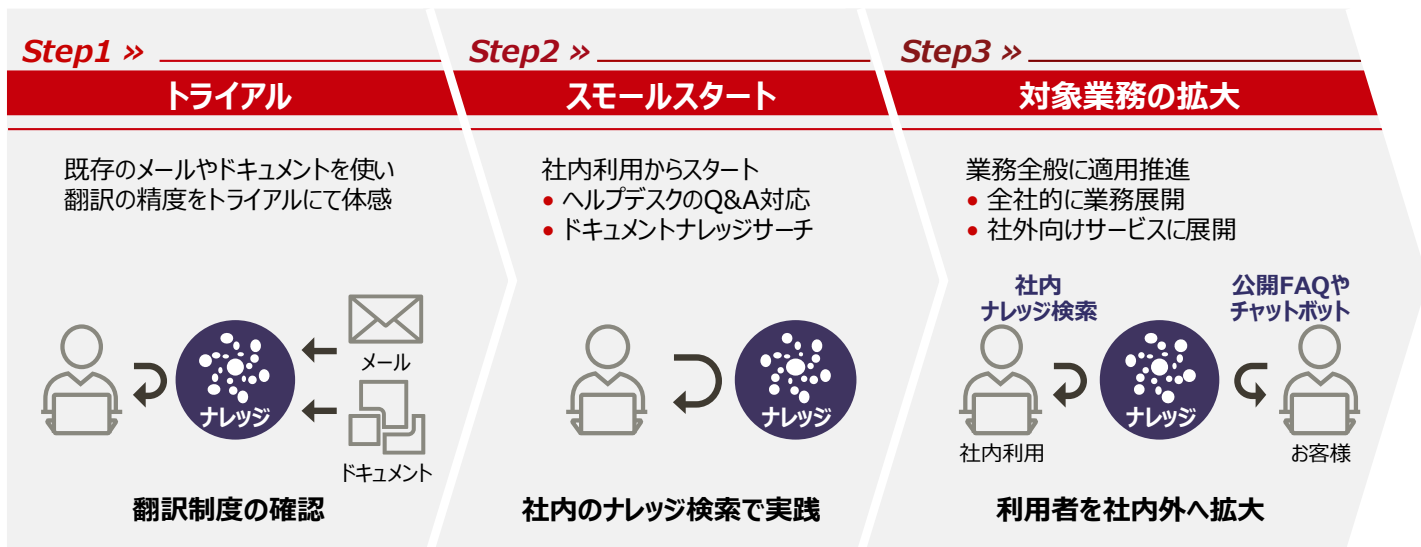 Step1 »
トライアル
既存のメールやドキュメントを使い
翻訳の精度をトライアルにて体感
メール
ナレッジ
ドキュメント
翻訳制度の確認
Step2 »
スモールスタート
社内利用からスタート
• ヘルプデスクのQ&A対応
• ドキュメントナレッジサーチ
ナレッジ
社内のナレッジ検索で実践
Step3 »
対象業務の拡大
業務全般に適用推進
• 全社的に業務展開
• 社外向けサービスに展開
社内
ナレッジ検索
公開FAQや
チャットボット
ナレッジ
社内利用
お客様
利用者を社内外へ拡大